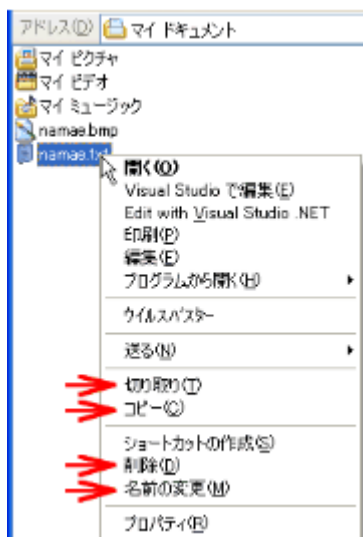 アドレス(D) マイ ドキュメント
マイ ピクチャ
マイ ビデオ
マイ ミュージック
namae.bmp
namae.txt
開く(O)
Visual Studio で編集(E)
Edit with Visual Studio .NET
印刷(P)
編集(E)
プログラムから開く(H)
ウイルスバスター
送る(N)
切り取り(T)
コピー(C)
ショートカットの作成(S)
削除(D)
名前の変更(M)
プロパティ(R)